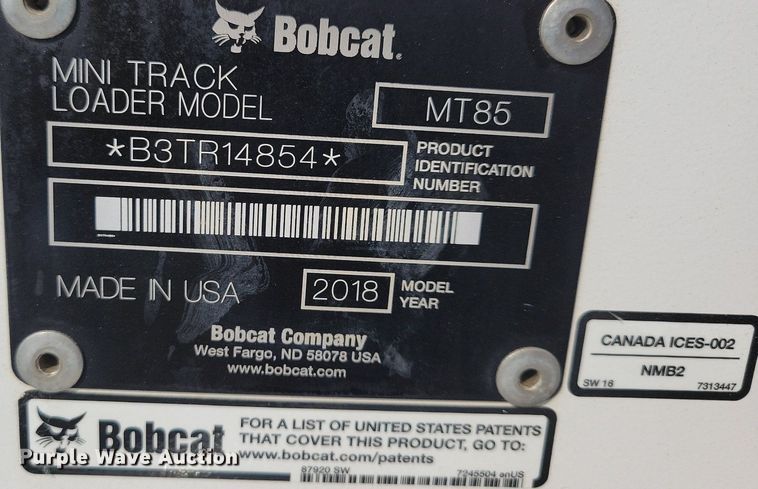 Bobcat.
MINI TRACK
LOADER MODEL
MT85
*B3TR14854*
PRODUCT
IDENTIFICATION
NUMBER
MADE IN USA
2018
MODEL
YEAR
Bobcat Company
West Fargo, ND 58078 USA
www.bobcat.com
CANADA ICES-002
NMB2
SW 16
7313447
Bobcat
FOR A LIST OF UNITED STATES PATENTS
THAT COVER THIS PRODUCT, GO TO:
www.bobcat.com/patents
87920 SW
7245504 enUS
Purple Wave Auction